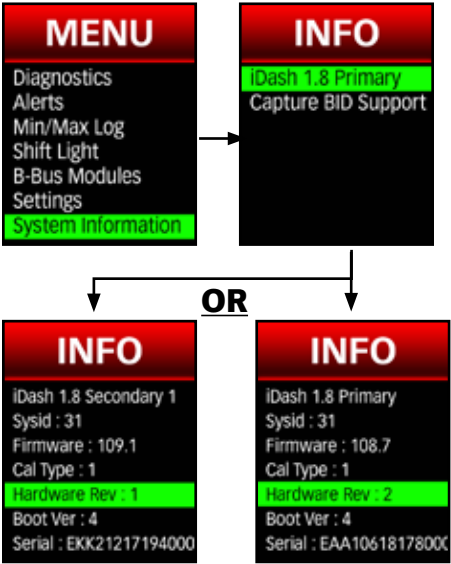 MENU
Diagnostics
Alerts
Min/Max Log
Shift Light
B-Bus Modules
Settings
System Information
INFO
iDash 1.8 Primary
Capture BID Support
OR
INFO
iDash 1.8 Secondary 1
Sysid : 31
Firmware : 109.1
Cal Type : 1
Hardware Rev : 1
Boot Ver : 4
Serial : EKK21217194000
INFO
iDash 1.8 Primary
Sysid : 31
Firmware : 108.7
Cal Type : 1
Hardware Rev : 2
Boot Ver : 4
Serial : EAA10618178000